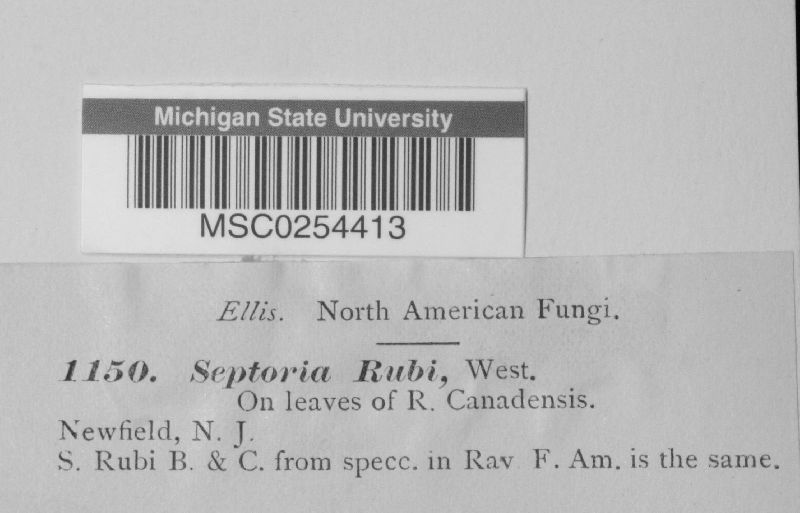 Michigan State University
MSC0254413
Ellis. North American Fungi.
1150. Septoria Rubi, West.
On leaves of R. Canadensis.
Newfield, N. J.
S. Rubi B. & C. from specc. in Rav F. Am. is the same.